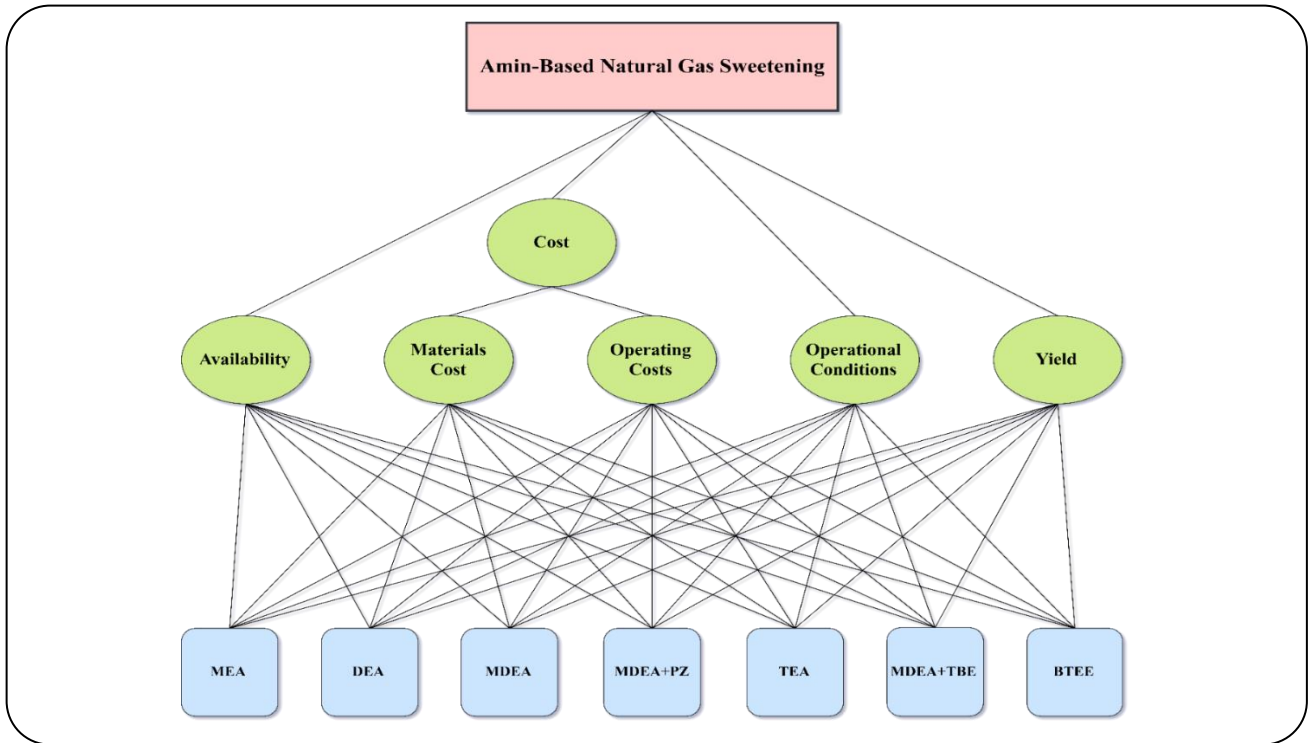 Amin-Based Natural Gas Sweetening
Cost
Availability
Materials
Cost
Operating
Costs
Operational
Conditions
Yield
MEA
DEA
MDEA
MDEA+PZ
TEA
MDEA+TBE
BTEE